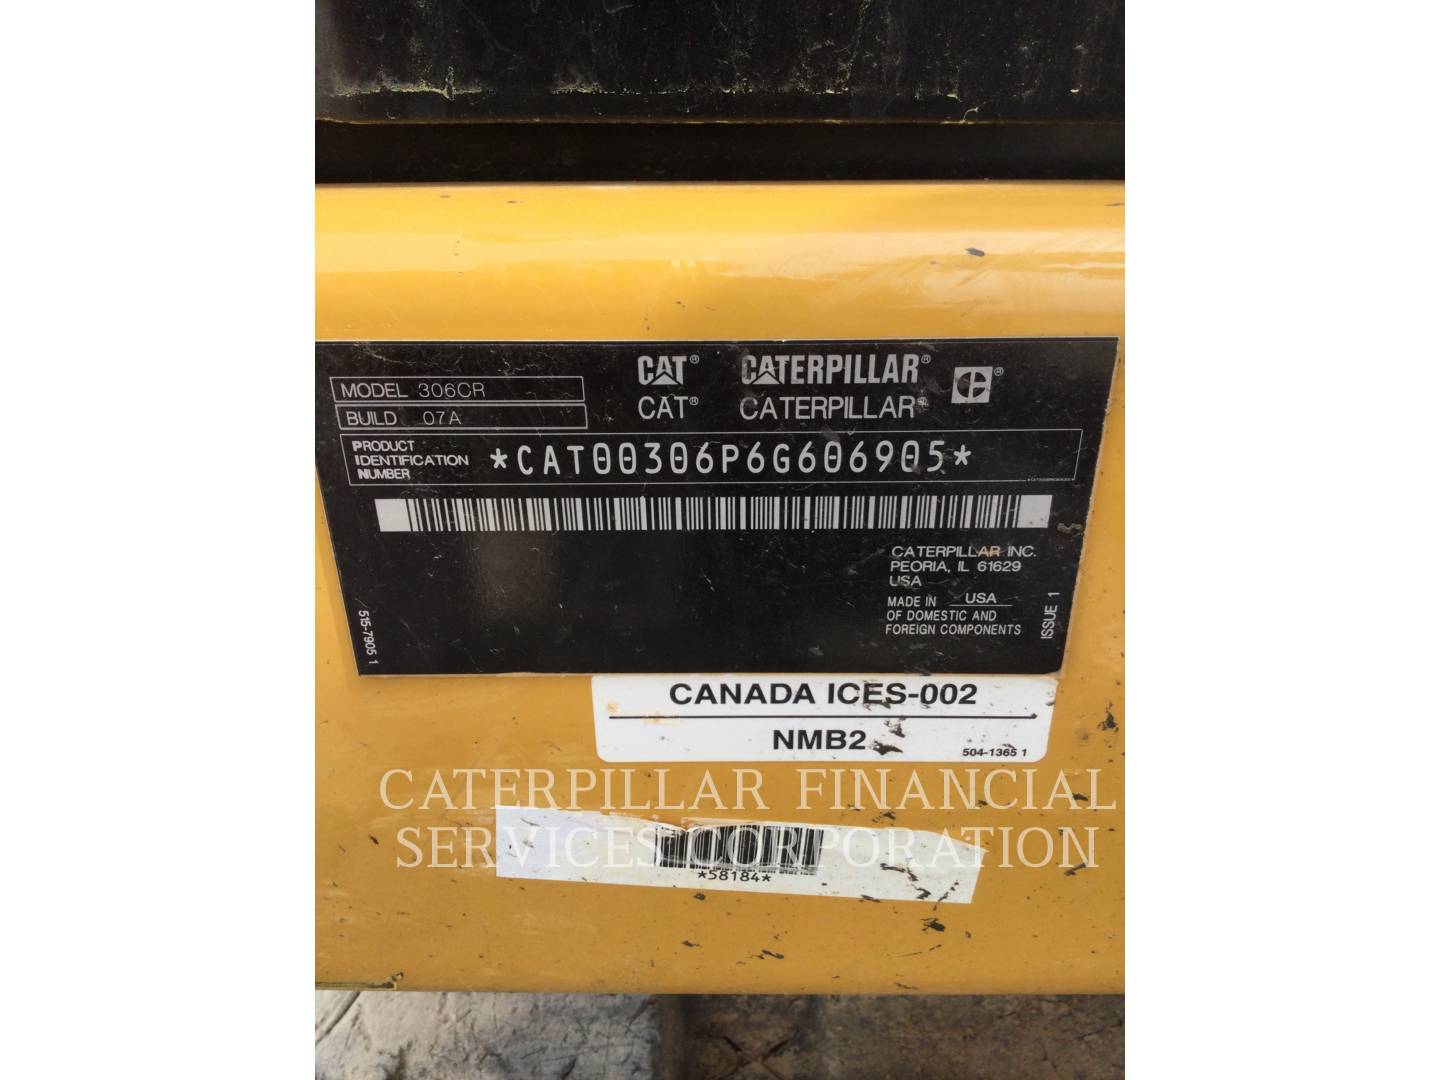 CAT® CATERPILLAR® ®
MODEL 306CR
CAT® CATERPILLAR®
BUILD 07A
PRODUCT IDENTIFICATION NUMBER *CAT00306P6G606905*
CATERPILLAR INC.
PEORIA, IL 61629
USA
MADE IN USA
OF DOMESTIC AND
FOREIGN COMPONENTS
ISSUE 1
515-7905 1
CANADA ICES-002
NMB2
504-1365 1
CATERPILLAR FINANCIAL
SERVICES CORPORATION
*58184*